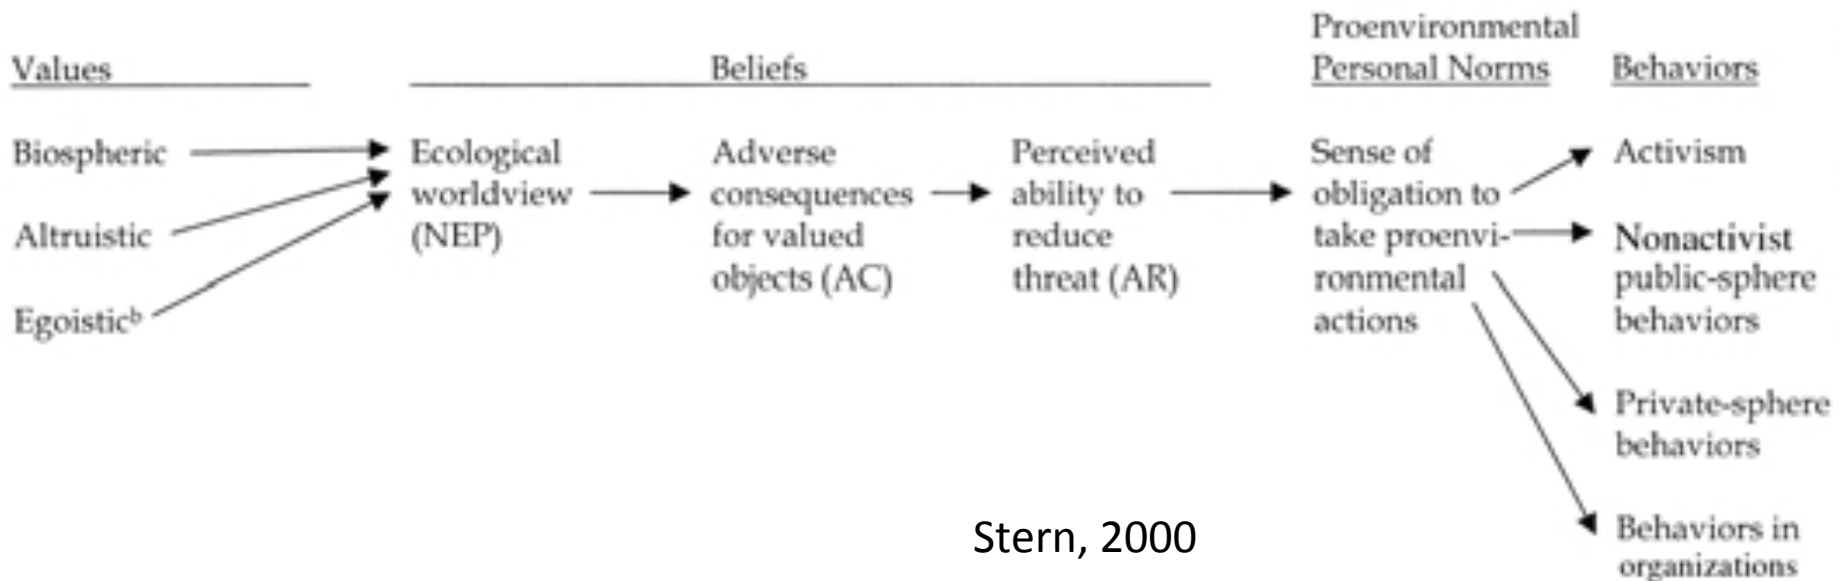 Values
Beliefs
Proenvironmental
Personal Norms
Behaviors
Biospheric
Altruistic
Egoisticᵇ
Ecological
worldview
(NEP)
Adverse
consequences
for valued
objects (AC)
Perceived
ability to
reduce
threat (AR)
Sense of
obligation to
take proenvi-
ronmental
actions
Activism
Nonactivist
public-sphere
behaviors
Private-sphere
behaviors
Behaviors in
organizations
Stern, 2000